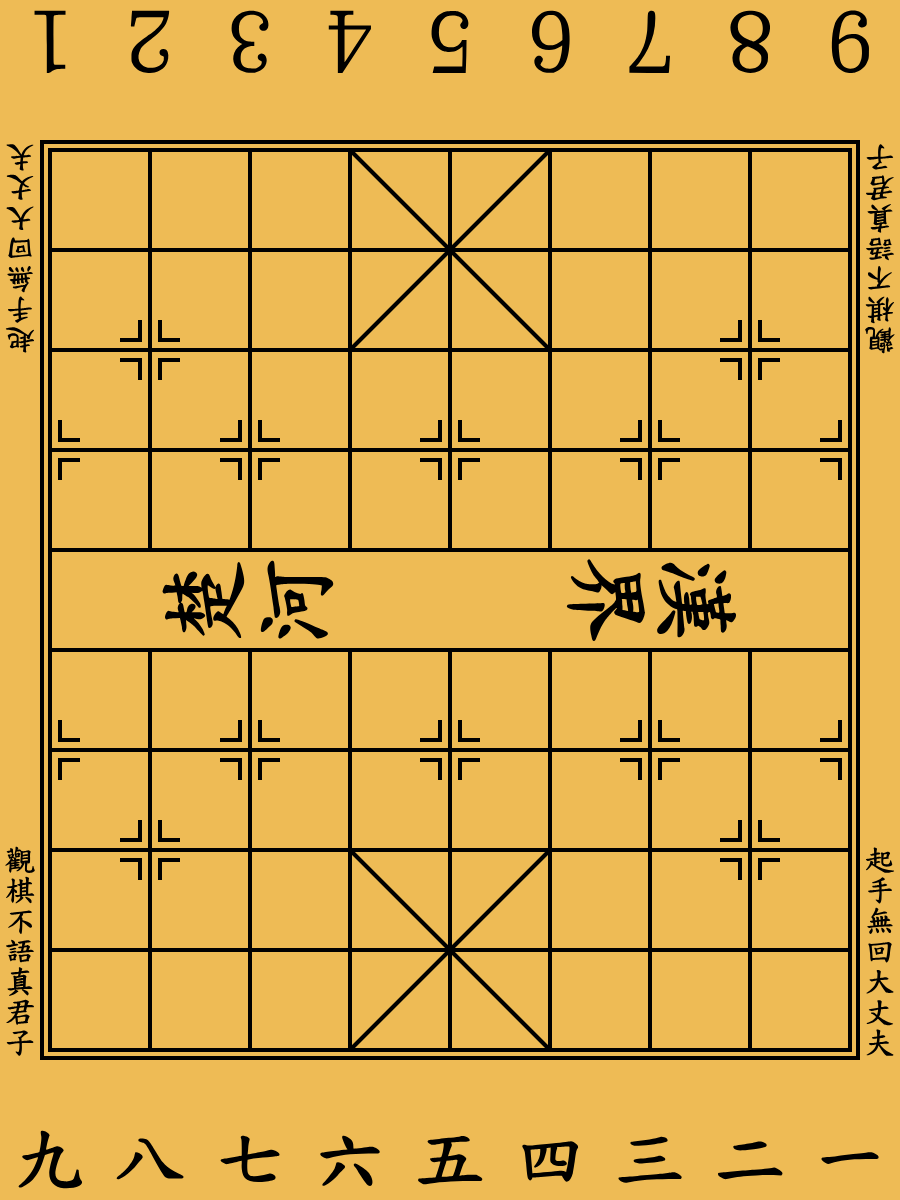 1 2 3 4 5 6 7 8 9
起手無回大丈夫
觀棋不語真君子
楚河
漢界
觀棋不語真君子
起手無回大丈夫
九 八 七 六 五 四 三 二 一